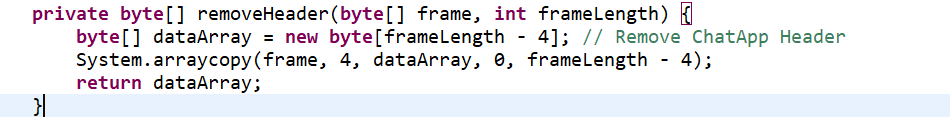 private byte[] removeHeader(byte[] frame, int frameLength) {
    byte[] dataArray = new byte[frameLength - 4]; // Remove ChatApp Header
    System.arraycopy(frame, 4, dataArray, 0, frameLength - 4);
    return dataArray;
}